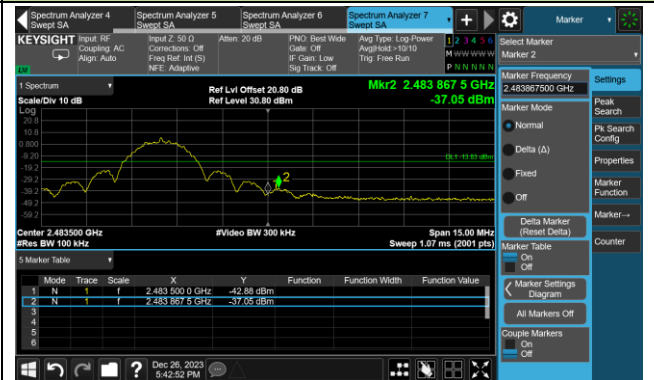 Spectrum Analyzer 4 Swept SA
Spectrum Analyzer 5 Swept SA
Spectrum Analyzer 6 Swept SA
Spectrum Analyzer 7 Swept SA
Marker
KEYSIGHT
Input: RF
Coupling: AC
Align: Auto
Input Z: 50 Ω
Corrections: Off
Freq Ref: Int (S)
NFE: Adaptive
Atten: 20 dB
PNO: Best Wide
Gate: Off
IF Gain: Low
Sig Track: Off
Avg Type: Log-Power
Avg|Hold:>10/10
Trig: Free Run
1 2 3 4 5 6
M W W W W W
P N N N N N
Select Marker
Marker 2
LXI
1 Spectrum
Scale/Div 10 dB
Log
Ref Lvl Offset 20.80 dB
Ref Level 30.80 dBm
Mkr2 2.483 867 5 GHz
-37.05 dBm
20.8
10.8
0.800
-9.20
-19.2
-29.2
-39.2
-49.2
-59.2
DL1 -13.63 dBm
2
Center 2.483500 GHz
#Res BW 100 kHz
#Video BW 300 kHz
Span 15.00 MHz
Sweep 1.07 ms (2001 pts)
5 Marker Table
Mode Trace Scale X Y Function Function Width Function Value
1 N 1 f 2.483 500 0 GHz -42.88 dBm
2 N 1 f 2.483 867 5 GHz -37.05 dBm
3
4
5
6
Marker Frequency
2.483867500 GHz
Marker Mode
Normal
Delta (Δ)
Fixed
Off
Delta Marker
(Reset Delta)
Marker Table
On
Off
Marker Settings
Diagram
All Markers Off
Couple Markers
On
Off
Settings
Peak
Search
Pk Search
Config
Properties
Marker
Function
Marker→
Counter
?
Dec 26, 2023
5:42:52 PM